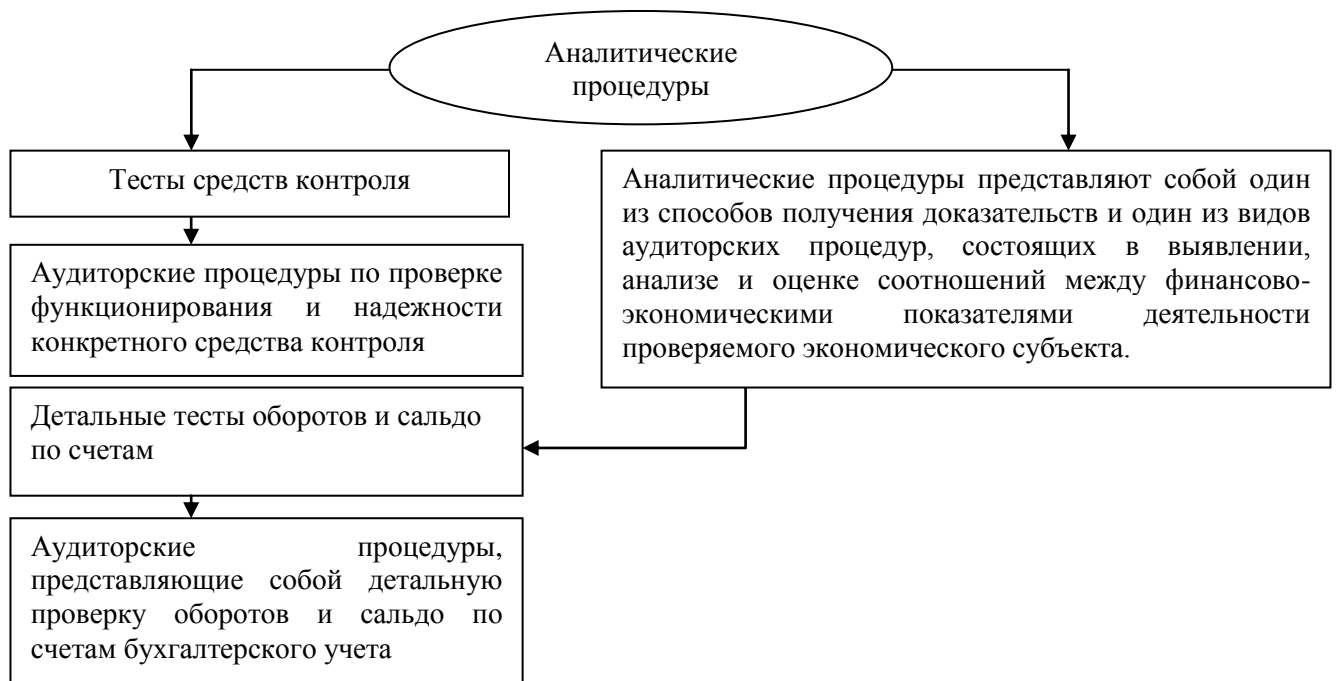 Аналитические
процедуры
Тесты средств контроля
Аналитические процедуры представляют собой один
из способов получения доказательств и один из видов
аудиторских процедур, состоящих в выявлении,
анализе и оценке соотношений между финансово-
экономическими показателями деятельности
проверяемого экономического субъекта.
Аудиторские процедуры по проверке
функционирования и надежности
конкретного средства контроля
Детальные тесты оборотов и сальдо
по счетам
Аудиторские процедуры,
представляющие собой детальную
проверку оборотов и сальдо по
счетам бухгалтерского учета